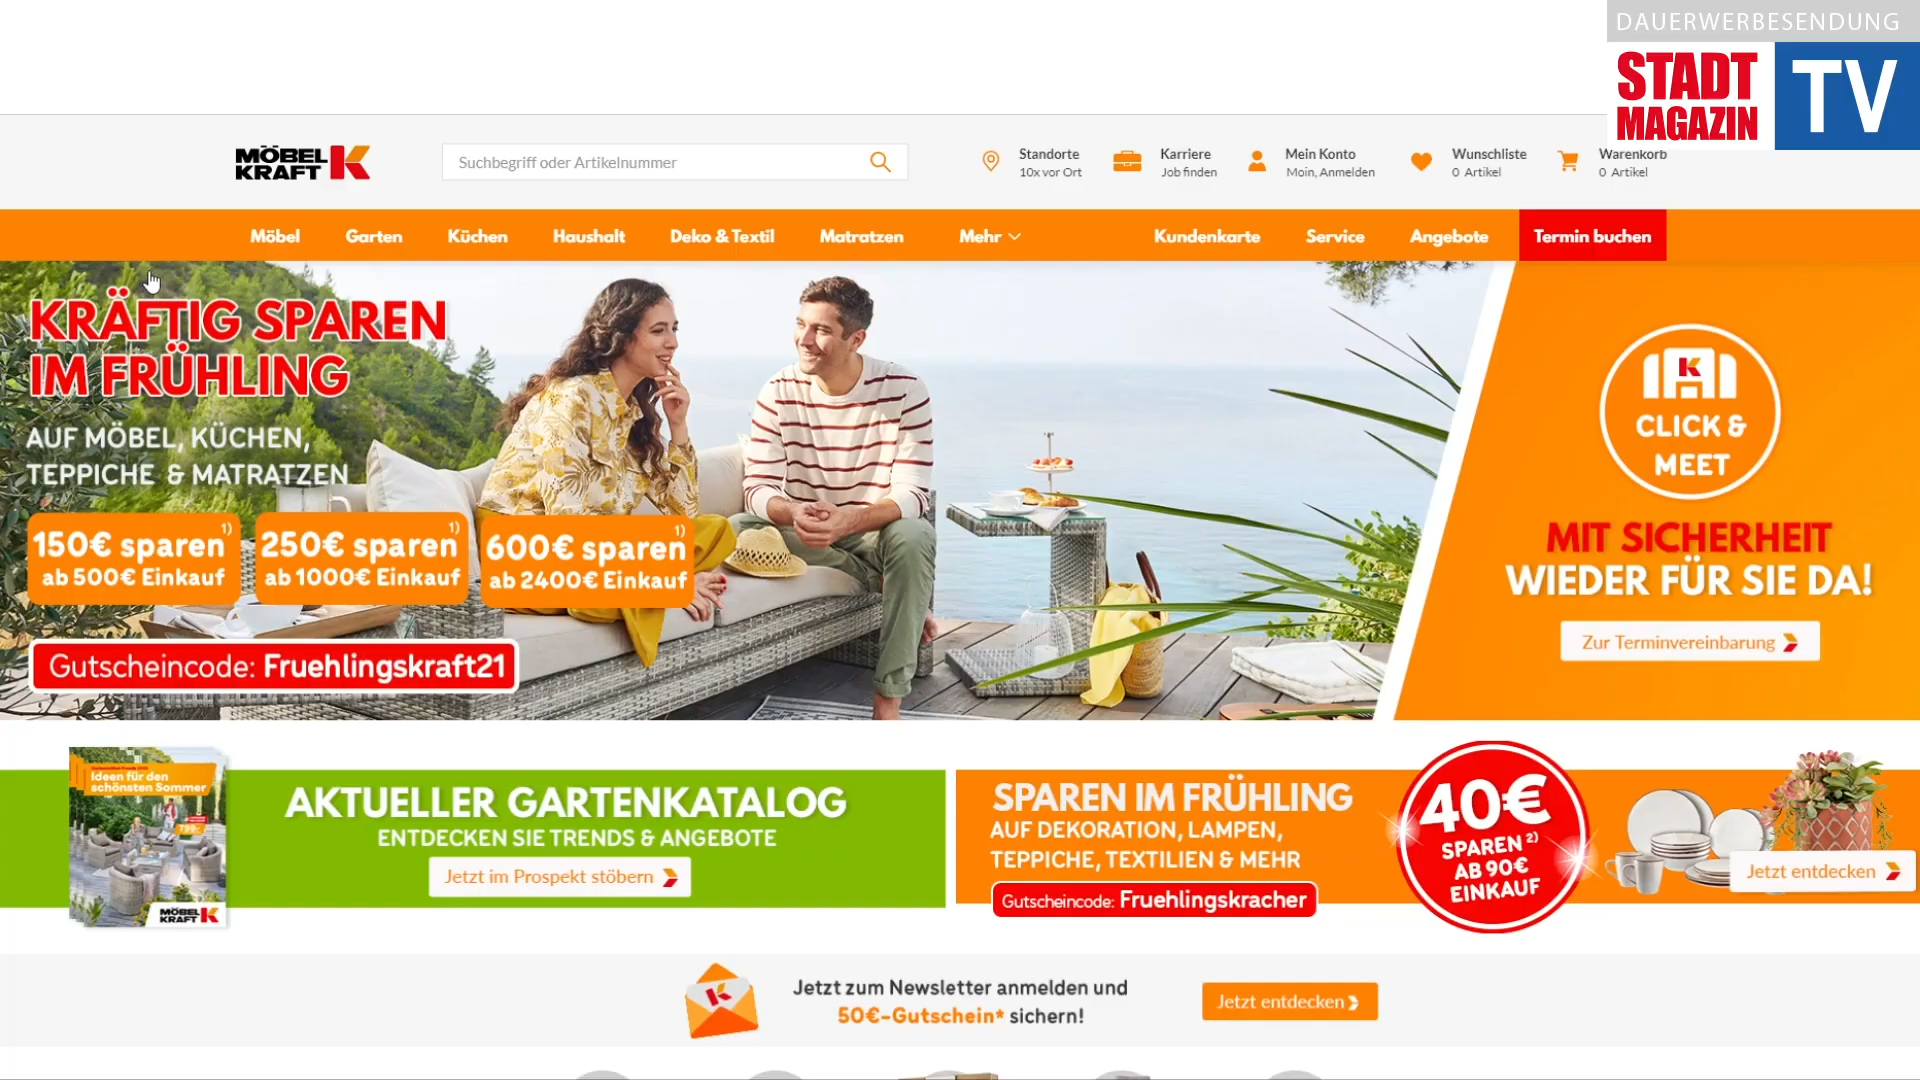 DAUERWERBESENDUNG
STADT
MAGAZIN
TV
MÖBEL
KRAFT
Suchbegriff oder Artikelnummer
Standorte
10x vor Ort
Karriere
Job finden
Mein Konto
Moin, Anmelden
Wunschliste
0 Artikel
Warenkorb
0 Artikel
Möbel
Garten
Küchen
Haushalt
Deko & Textil
Matratzen
Mehr
Kundenkarte
Service
Angebote
Termin buchen
KRÄFTIG SPAREN
IM FRÜHLING
AUF MÖBEL, KÜCHEN,
TEPPICHE & MATRATZEN
150€ sparen 1)
ab 500€ Einkauf
250€ sparen 1)
ab 1000€ Einkauf
600€ sparen 1)
ab 2400€ Einkauf
Gutscheincode: Fruehlingskraft21
K
CLICK &
MEET
MIT SICHERHEIT
WIEDER FÜR SIE DA!
Zur Terminvereinbarung
Ideen für den
schönsten Sommer
MÖBEL
KRAFT
AKTUELLER GARTENKATALOG
ENTDECKEN SIE TRENDS & ANGEBOTE
Jetzt im Prospekt stöbern
SPAREN IM FRÜHLING
AUF DEKORATION, LAMPEN,
TEPPICHE, TEXTILIEN & MEHR
Gutscheincode: Fruehlingskracher
40€
SPAREN 2)
AB 90€
EINKAUF
Jetzt entdecken
Jetzt zum Newsletter anmelden und
50€-Gutschein* sichern!
Jetzt entdecken